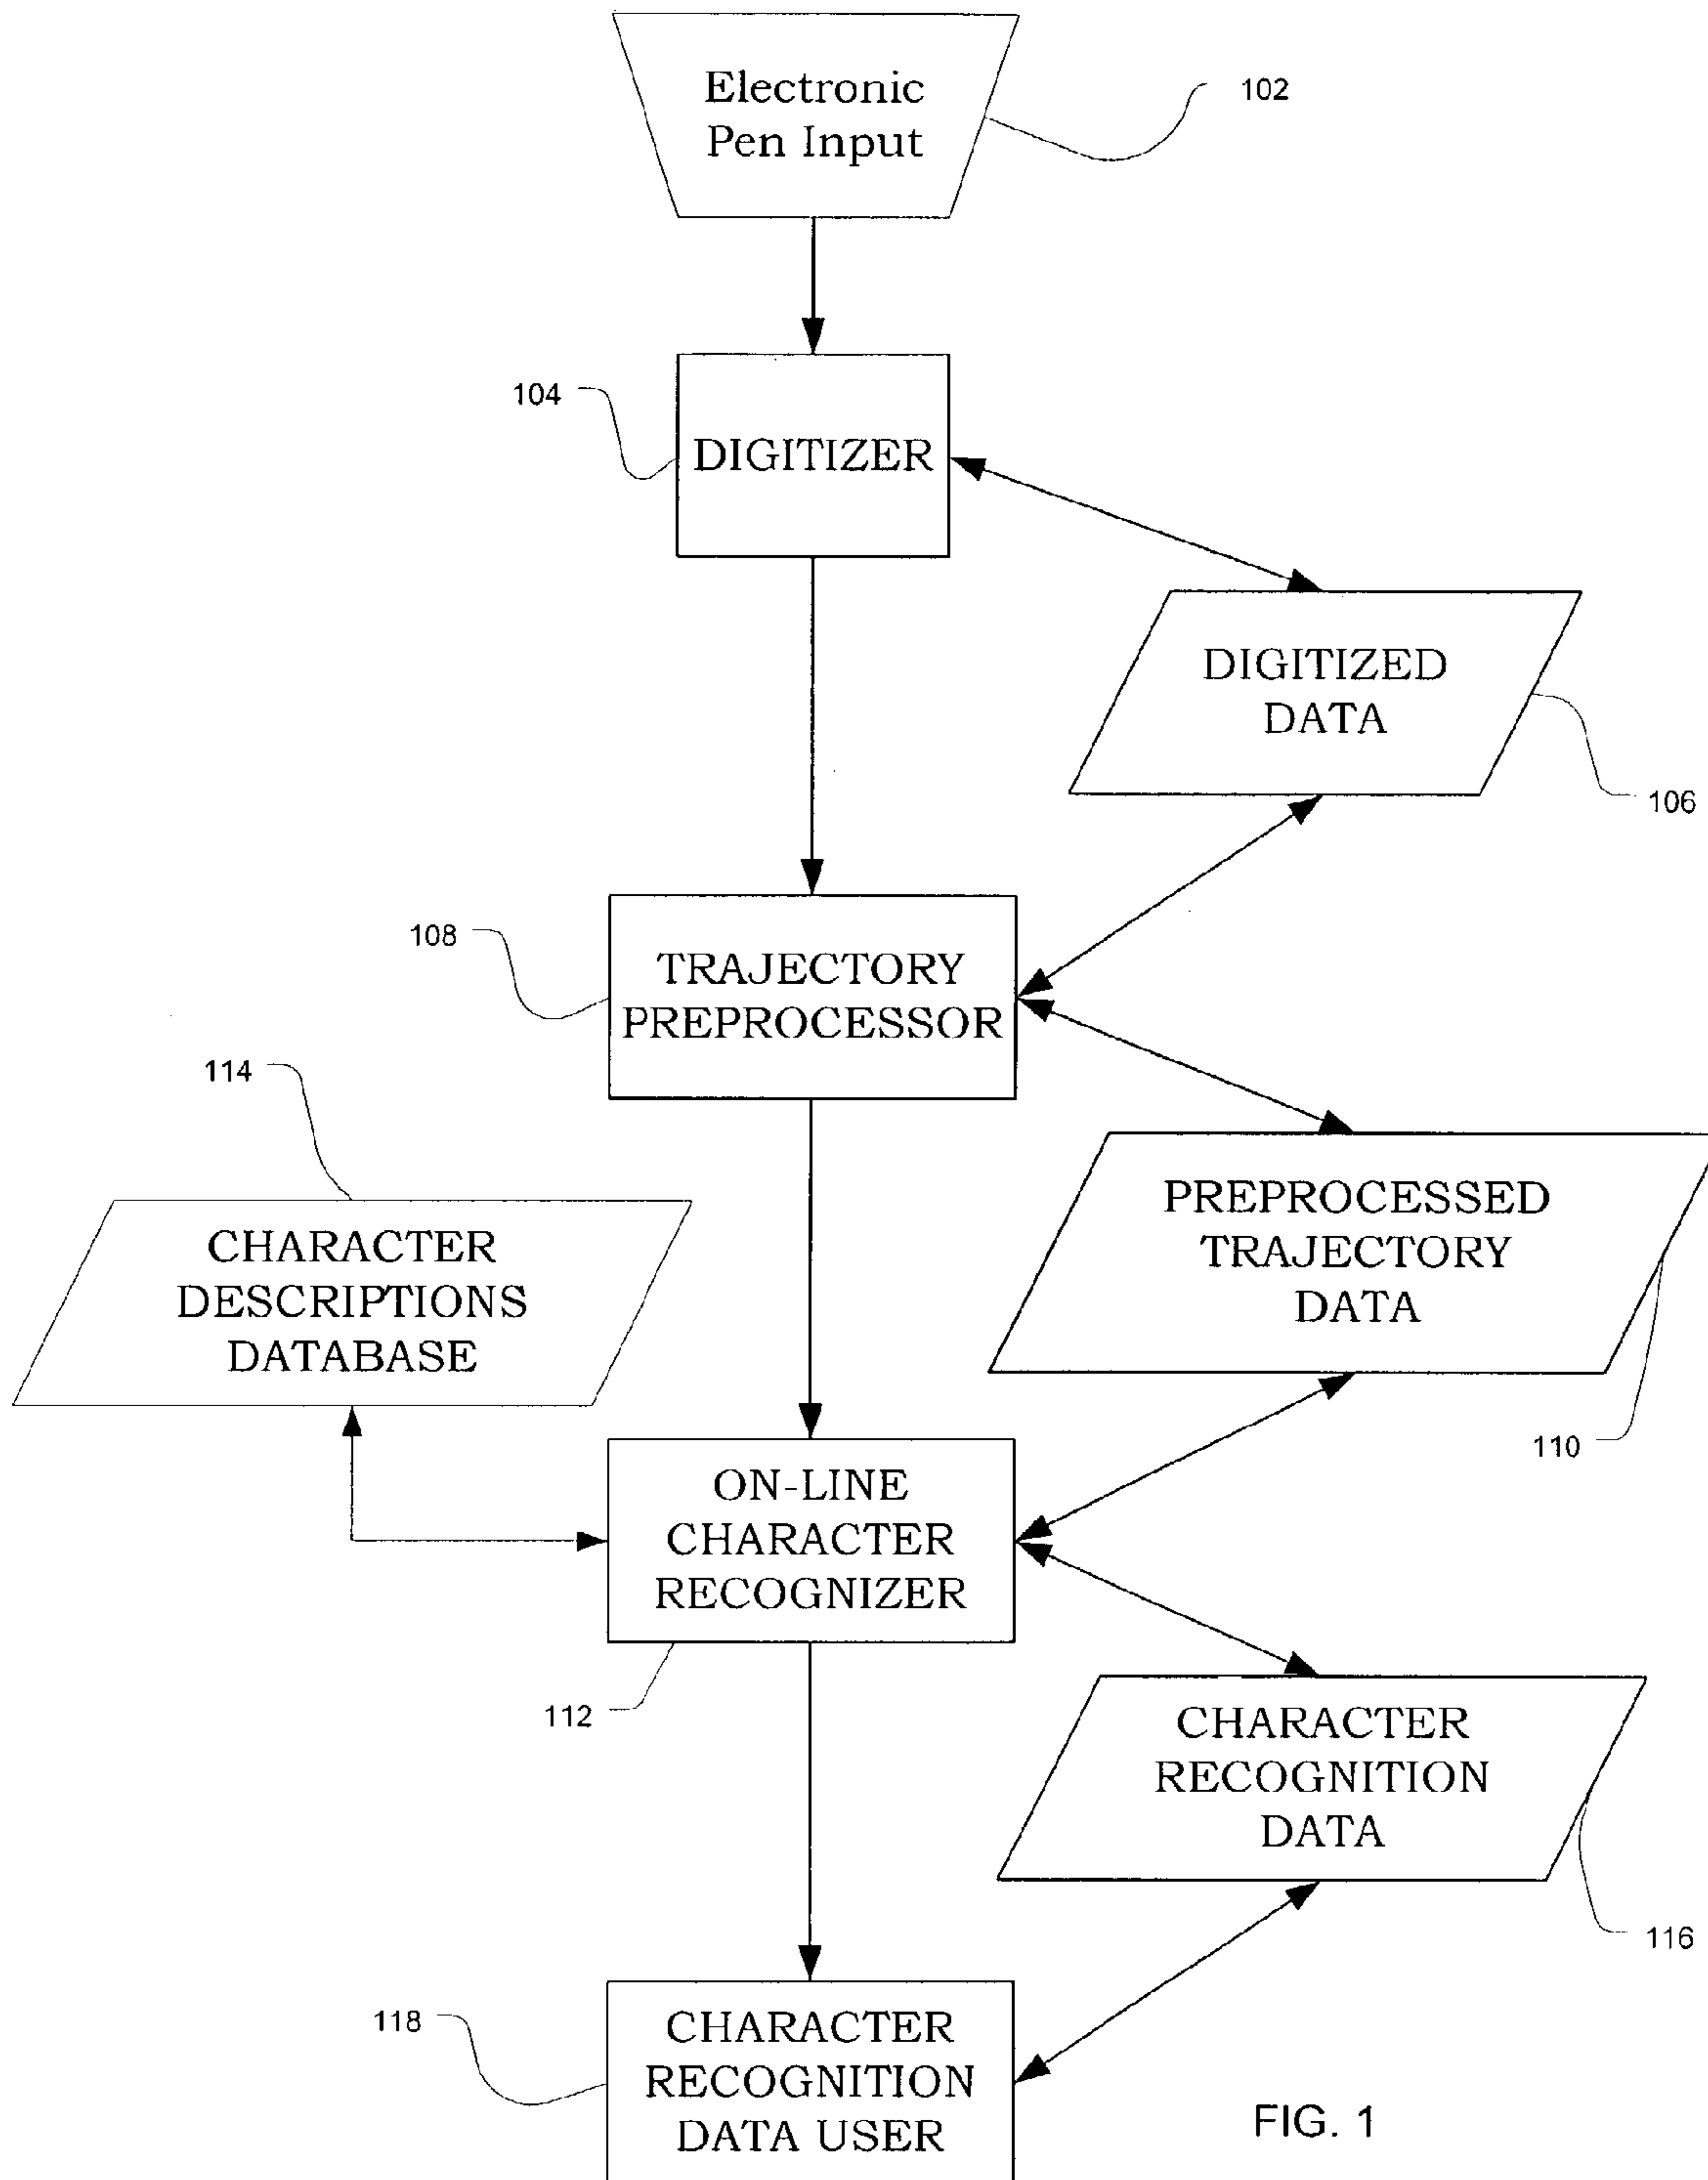 Electronic
Pen Input
102
104
DIGITIZER
DIGITIZED
DATA
106
108
TRAJECTORY
PREPROCESSOR
114
CHARACTER
DESCRIPTIONS
DATABASE
PREPROCESSED
TRAJECTORY
DATA
110
ON-LINE
CHARACTER
RECOGNIZER
112
CHARACTER
RECOGNITION
DATA
116
118
CHARACTER
RECOGNITION
DATA USER
FIG. 1